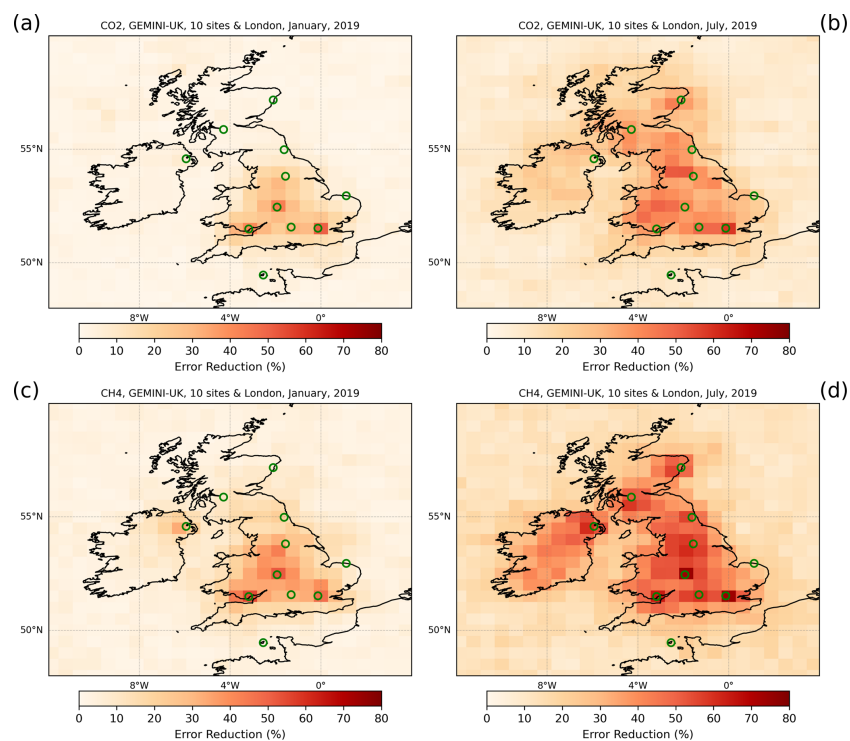 (a)
CO2, GEMINI-UK, 10 sites & London, January, 2019
55°N
50°N
8°W 4°W 0°
0 10 20 30 40 50 60 70 80
Error Reduction (%)
CO2, GEMINI-UK, 10 sites & London, July, 2019
(b)
55°N
50°N
8°W 4°W 0°
0 10 20 30 40 50 60 70 80
Error Reduction (%)
(c)
CH4, GEMINI-UK, 10 sites & London, January, 2019
55°N
50°N
8°W 4°W 0°
0 10 20 30 40 50 60 70 80
Error Reduction (%)
CH4, GEMINI-UK, 10 sites & London, July, 2019
(d)
55°N
50°N
8°W 4°W 0°
0 10 20 30 40 50 60 70 80
Error Reduction (%)